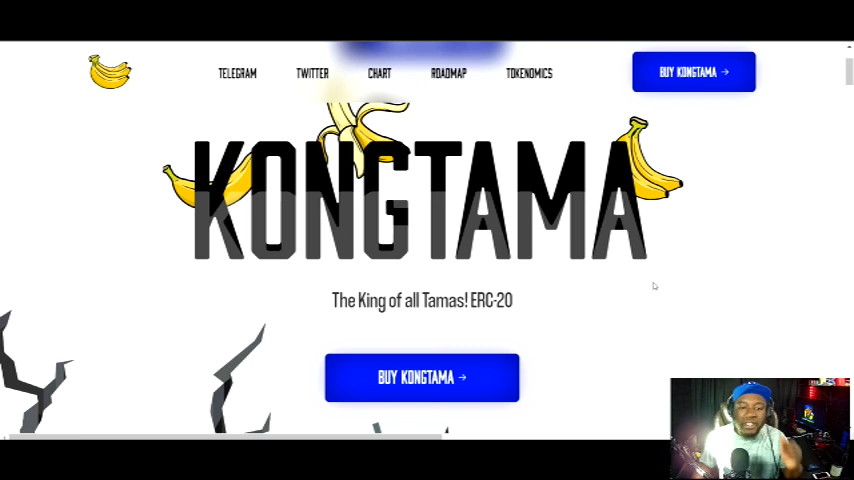 TELEGRAM TWITTER CHART ROADMAP TOKENOMICS BUY KONGTAMA →
KONGTAMA
The King of all Tamas! ERC-20
BUY KONGTAMA →